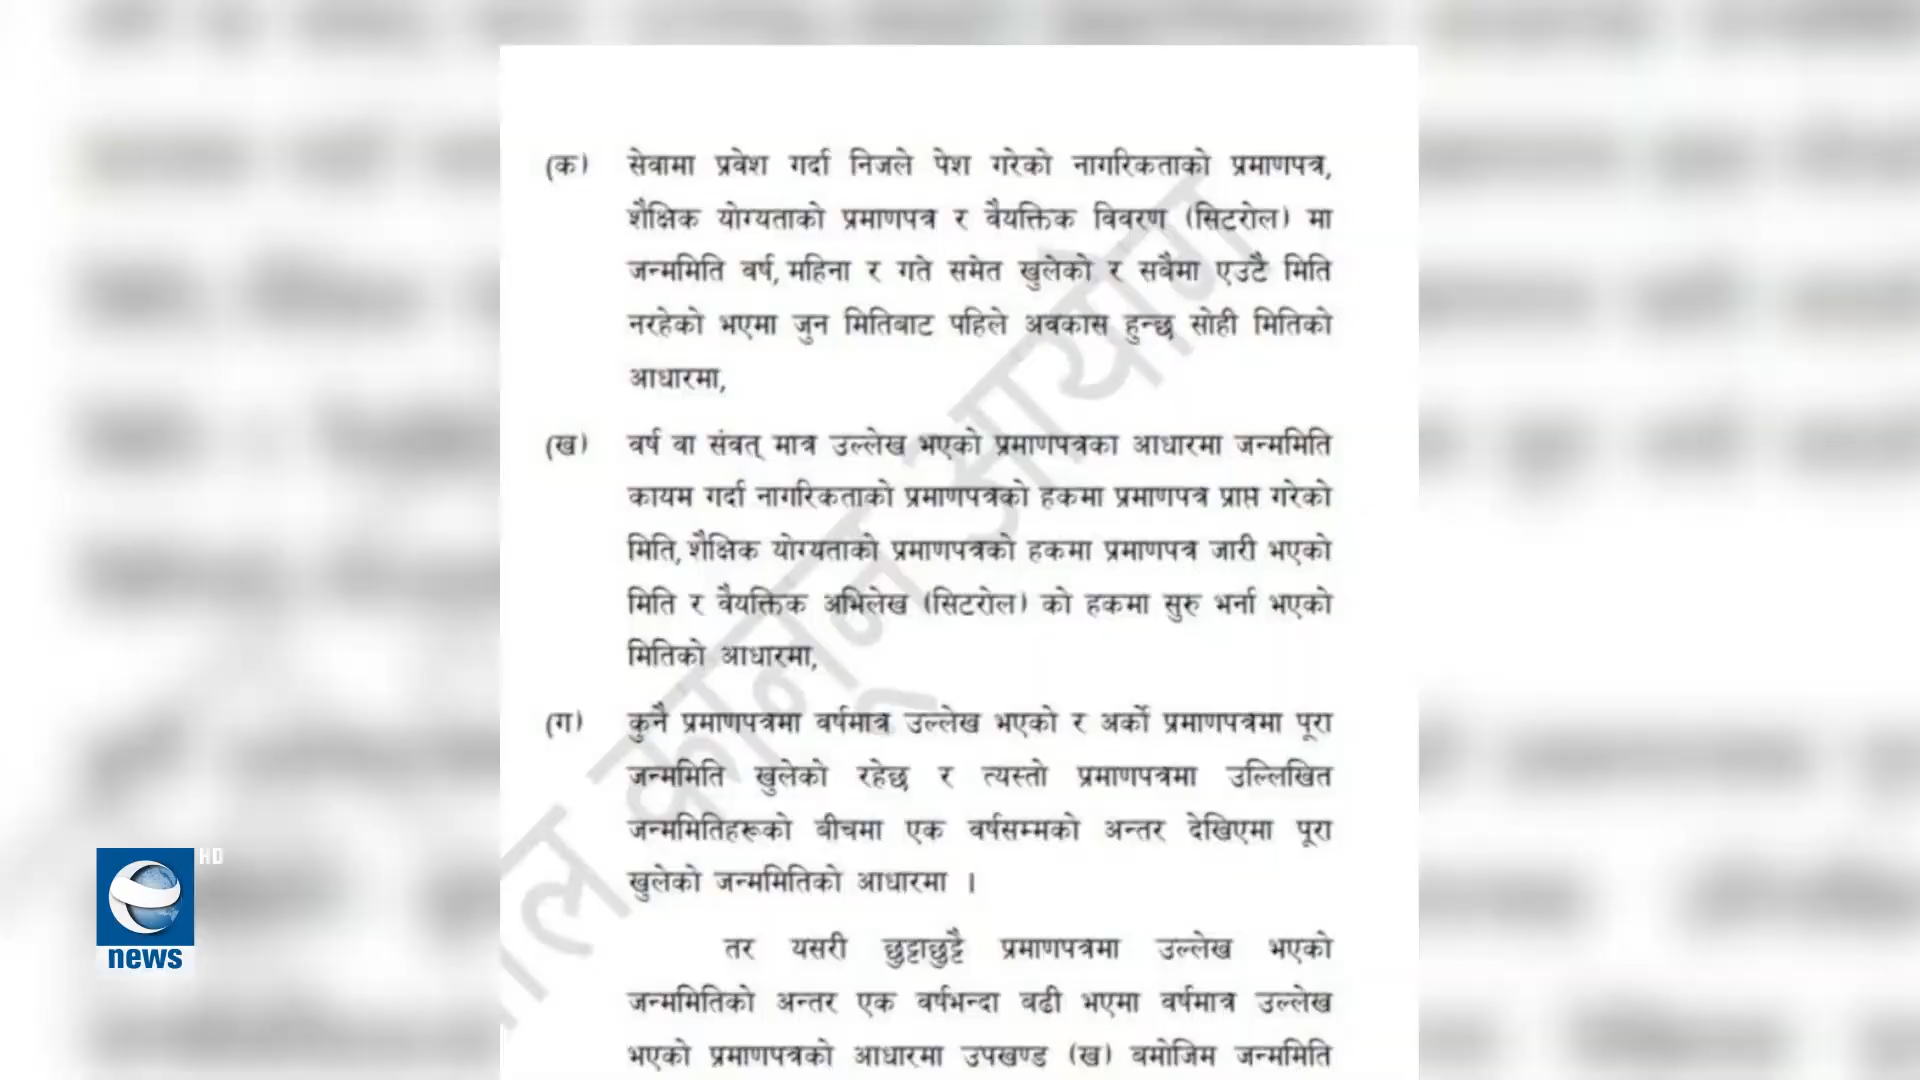 (क) सेवामा प्रवेश गर्दा निजले पेश गरेको नागरिकताको प्रमाणपत्र,
शैक्षिक योग्यताको प्रमाणपत्र र वैयक्तिक विवरण (सिटरोल) मा
जन्ममिति वर्ष, महिना र गते समेत खुलेको र सबैमा एउटै मिति
नरहेको भएमा जुन मितिबाट पहिले अवकास हुन्छ सोही मितिको
आधारमा,
(ख) वर्ष वा संवत् मात्र उल्लेख भएको प्रमाणपत्रका आधारमा जन्ममिति
कायम गर्दा नागरिकताको प्रमाणपत्रको हकमा प्रमाणपत्र प्राप्त गरेको
मिति, शैक्षिक योग्यताको प्रमाणपत्रको हकमा प्रमाणपत्र जारी भएको
मिति र वैयक्तिक अभिलेख (सिटरोल) को हकमा सुरु भर्ना भएको
मितिको आधारमा,
(ग) कुनै प्रमाणपत्रमा वर्षमात्र उल्लेख भएको र अर्को प्रमाणपत्रमा पूरा
जन्ममिति खुलेको रहेछ र त्यस्तो प्रमाणपत्रमा उल्लिखित
जन्ममितिहरूको बीचमा एक वर्षसम्मको अन्तर देखिएमा पूरा
खुलेको जन्ममितिको आधारमा ।
तर यसरी छुट्टाछुट्टै प्रमाणपत्रमा उल्लेख भएको
जन्ममितिको अन्तर एक वर्षभन्दा बढी भएमा वर्षमात्र उल्लेख
भएको प्रमाणपत्रको आधारमा उपखण्ड (ख) बमोजिम जन्ममिति
कानून आयोग
HD
news